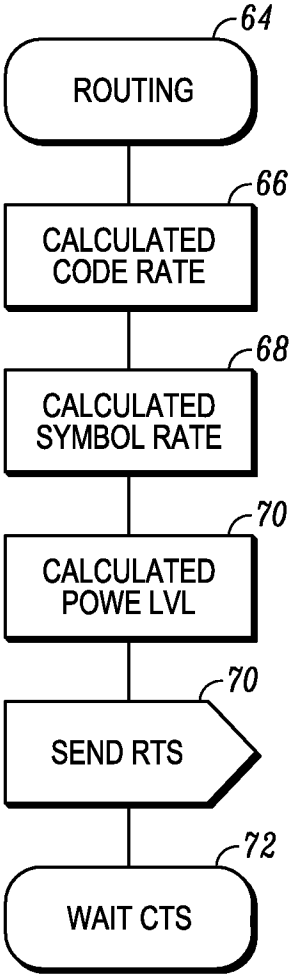 64
ROUTING
66
CALCULATED
CODE RATE
68
CALCULATED
SYMBOL RATE
70
CALCULATED
POWE LVL
70
SEND RTS
72
WAIT CTS